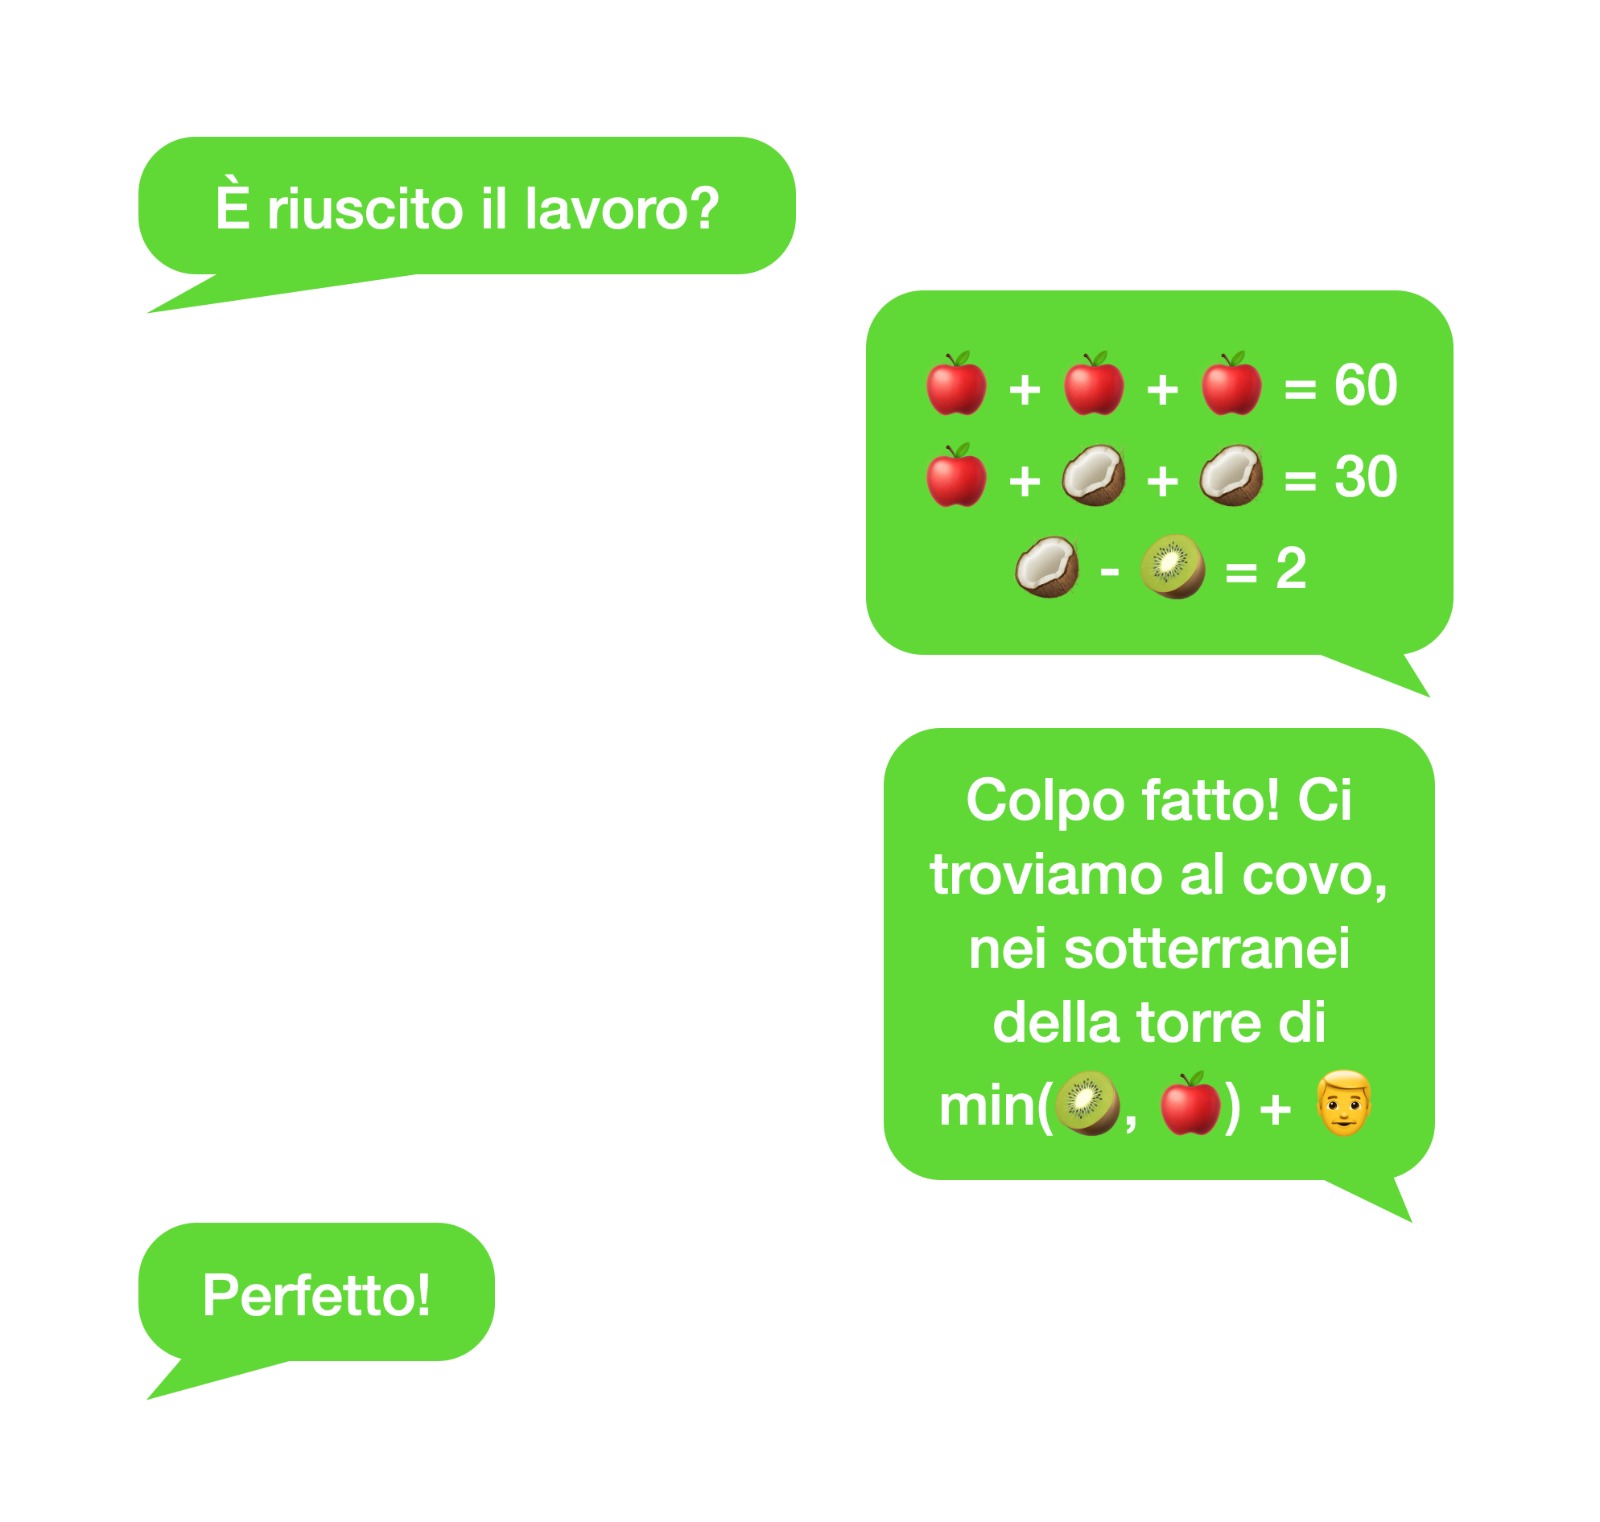 È riuscito il lavoro?
🍎 + 🍎 + 🍎 = 60
🍎 + 🥥 + 🥥 = 30
🥥 - 🥝 = 2
Colpo fatto! Ci
troviamo al covo,
nei sotterranei
della torre di
min(🥝, 🍎) + 👨
Perfetto!